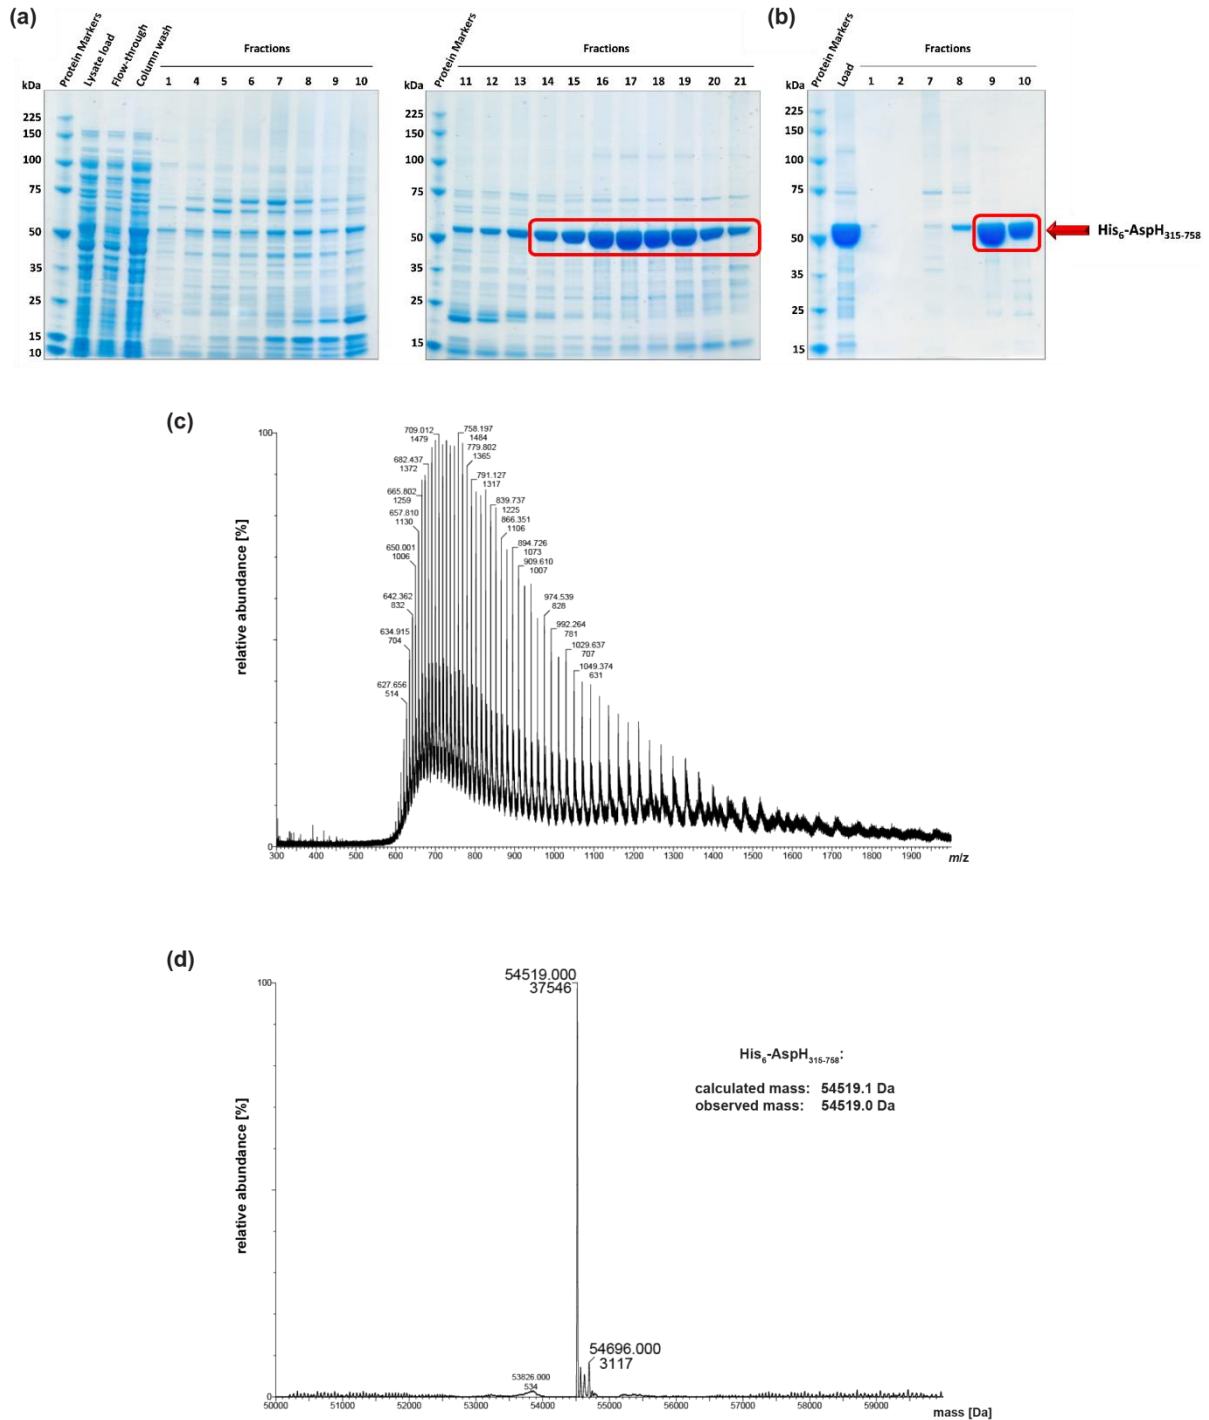 (a)
Protein Markers
Lysate load
Flow-through
Column wash
Fractions
kDa
1 4 5 6 7 8 9 10
225
150
100
75
50
35
25
15
10
Protein Markers
Fractions
kDa
11 12 13 14 15 16 17 18 19 20 21
225
150
100
75
50
35
25
15
(b)
Protein Markers
Load
Fractions
kDa
1 2 7 8 9 10
225
150
100
75
50
35
25
15
His₆-AspH₃₁₅₋₇₅₈
(c)
relative abundance [%]
100
0
709.012
1479
758.197
1484
682.437
1372
779.802
1365
665.802
1259
791.127
1317
657.810
1130
839.737
1225
866.351
1106
650.001
1006
894.726
1073
909.610
1007
642.362
832
974.539
828
634.915
704
992.264
781
1029.637
707
627.656
514
1049.374
631
300 400 500 600 700 800 900 1000 1100 1200 1300 1400 1500 1600 1700 1800 1900
m/z
(d)
relative abundance [%]
100
0
54519.000
37546
His₆-AspH₃₁₅₋₇₅₈:
calculated mass: 54519.1 Da
observed mass: 54519.0 Da
54696.000
3117
53826.000
534
50000 51000 52000 53000 54000 55000 56000 57000 58000 59000
mass [Da]